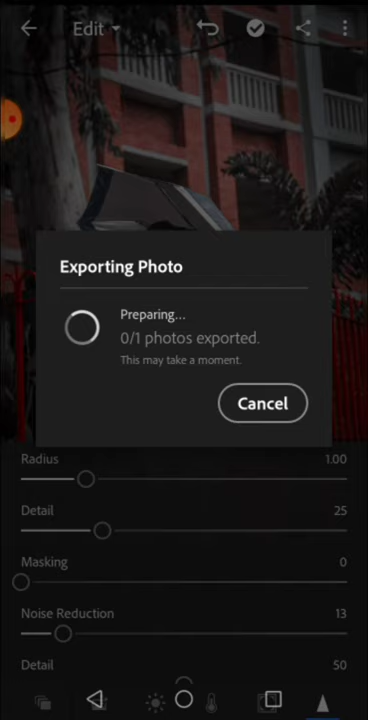 Edit
Exporting Photo
Preparing...
0/1 photos exported.
This may take a moment.
Cancel
Radius 1.00
Detail 25
Masking 0
Noise Reduction 13
Detail 50